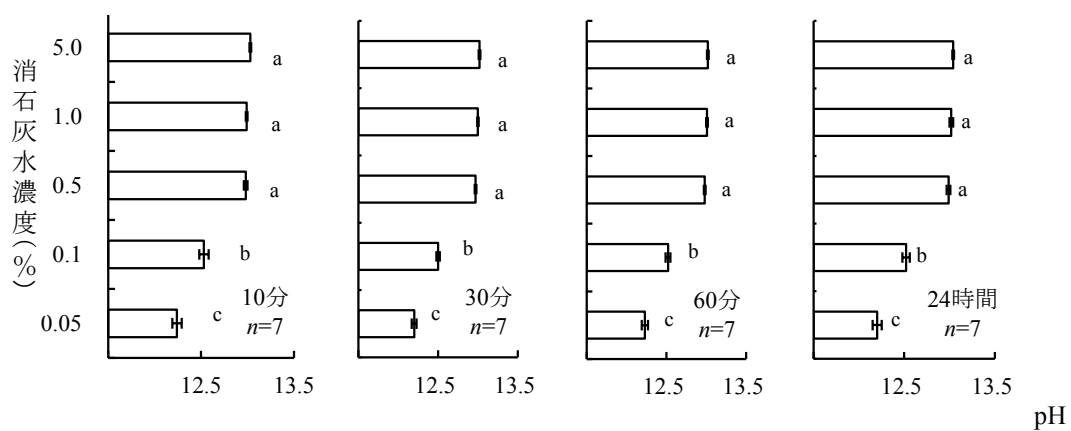 消石灰水濃度(%)
5.0 a a a a
1.0 a a a a
0.5 a a a a
0.1 b b b b
0.05 c c c c
10分 30分 60分 24時間
n=7 n=7 n=7 n=7
12.5 13.5 12.5 13.5 12.5 13.5 12.5 13.5
pH